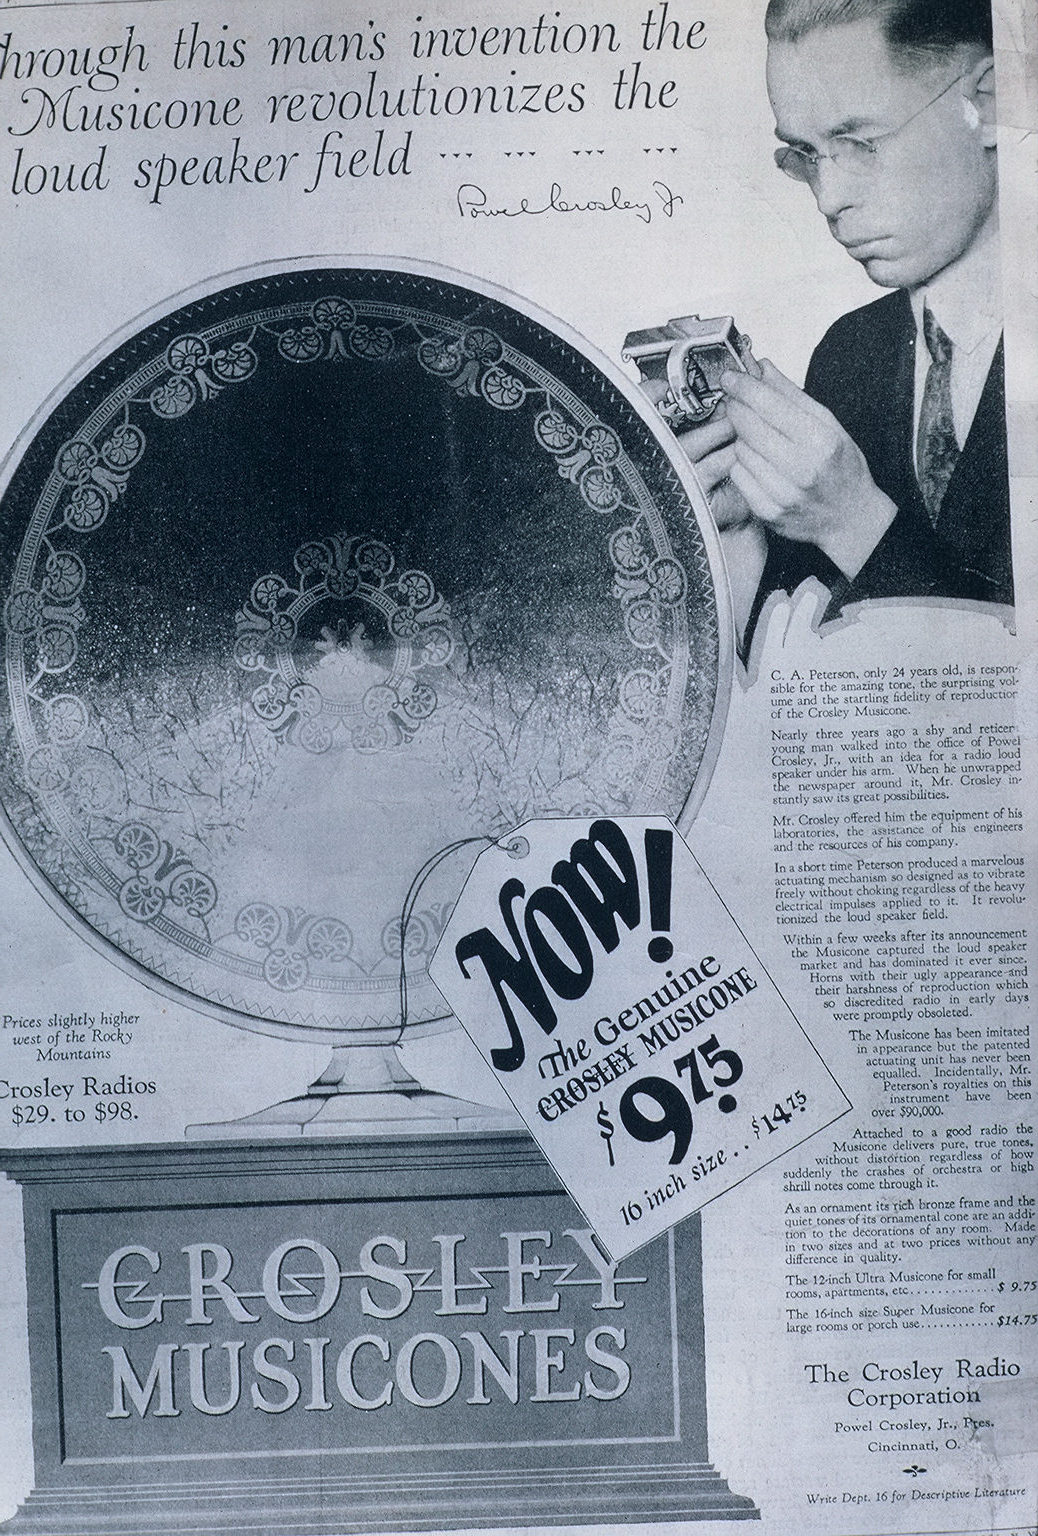 hrough this man's invention the
Musicone revolutionizes the
loud speaker field ... ... ... ...
Powel Crosley Jr
C. A. Peterson, only 24 years old, is respon-
sible for the amazing tone, the surprising vol-
ume and the startling fidelity of reproduction
of the Crosley Musicone.
Nearly three years ago a shy and reticen
young man walked into the office of Powel
Crosley, Jr., with an idea for a radio loud
speaker under his arm. When he unwrapped
the newspaper around it, Mr. Crosley in-
stantly saw its great possibilities.
Mr. Crosley offered him the equipment of his
laboratories, the assistance of his engineers
and the resources of his company.
In a short time Peterson produced a marvelous
actuating mechanism so designed as to vibrate
freely without choking regardless of the heavy
electrical impulses applied to it. It revolu-
tionized the loud speaker field.
Within a few weeks after its announcement
the Musicone captured the loud speaker
market and has dominated it ever since.
Horns with their ugly appearance and
their harshness of reproduction which
so discredited radio in early days
were promptly obsoleted.
The Musicone has been imitated
in appearance but the patented
actuating unit has never been
equalled. Incidentally, Mr.
Peterson's royalties on this
instrument have been
over $90,000.
Attached to a good radio the
Musicone delivers pure, true tones,
without distortion regardless of how
suddenly the crashes of orchestra or high
shrill notes come through it.
As an ornament its rich bronze frame and the
quiet tones of its ornamental cone are an addi-
tion to the decorations of any room. Made
in two sizes and at two prices without any
difference in quality.
The 12-inch Ultra Musicone for small
rooms, apartments, etc............. $ 9.75
The 16-inch size Super Musicone for
large rooms or porch use............ $14.75
The Crosley Radio
Corporation
Powel Crosley, Jr., Pres.
Cincinnati, O.
Write Dept. 16 for Descriptive Literature
NOW!
The Genuine
CROSLEY MUSICONE
$9.75
16 inch size . . $14.75
Prices slightly higher
west of the Rocky
Mountains
Crosley Radios
$29. to $98.
CROSLEY
MUSICONES